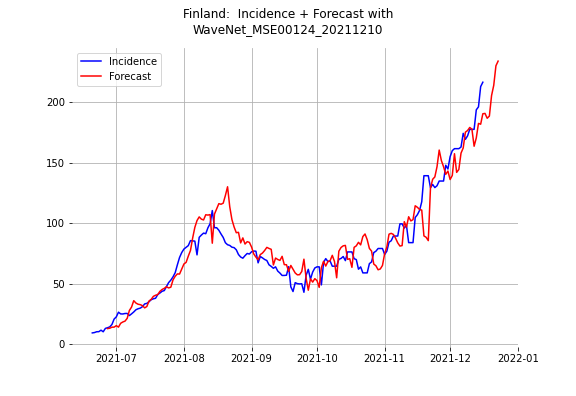 Finland:  Incidence + Forecast with
WaveNet_MSE00124_20211210
Incidence
Forecast
200
150
100
50
0
2021-07 2021-08 2021-09 2021-10 2021-11 2021-12 2022-01